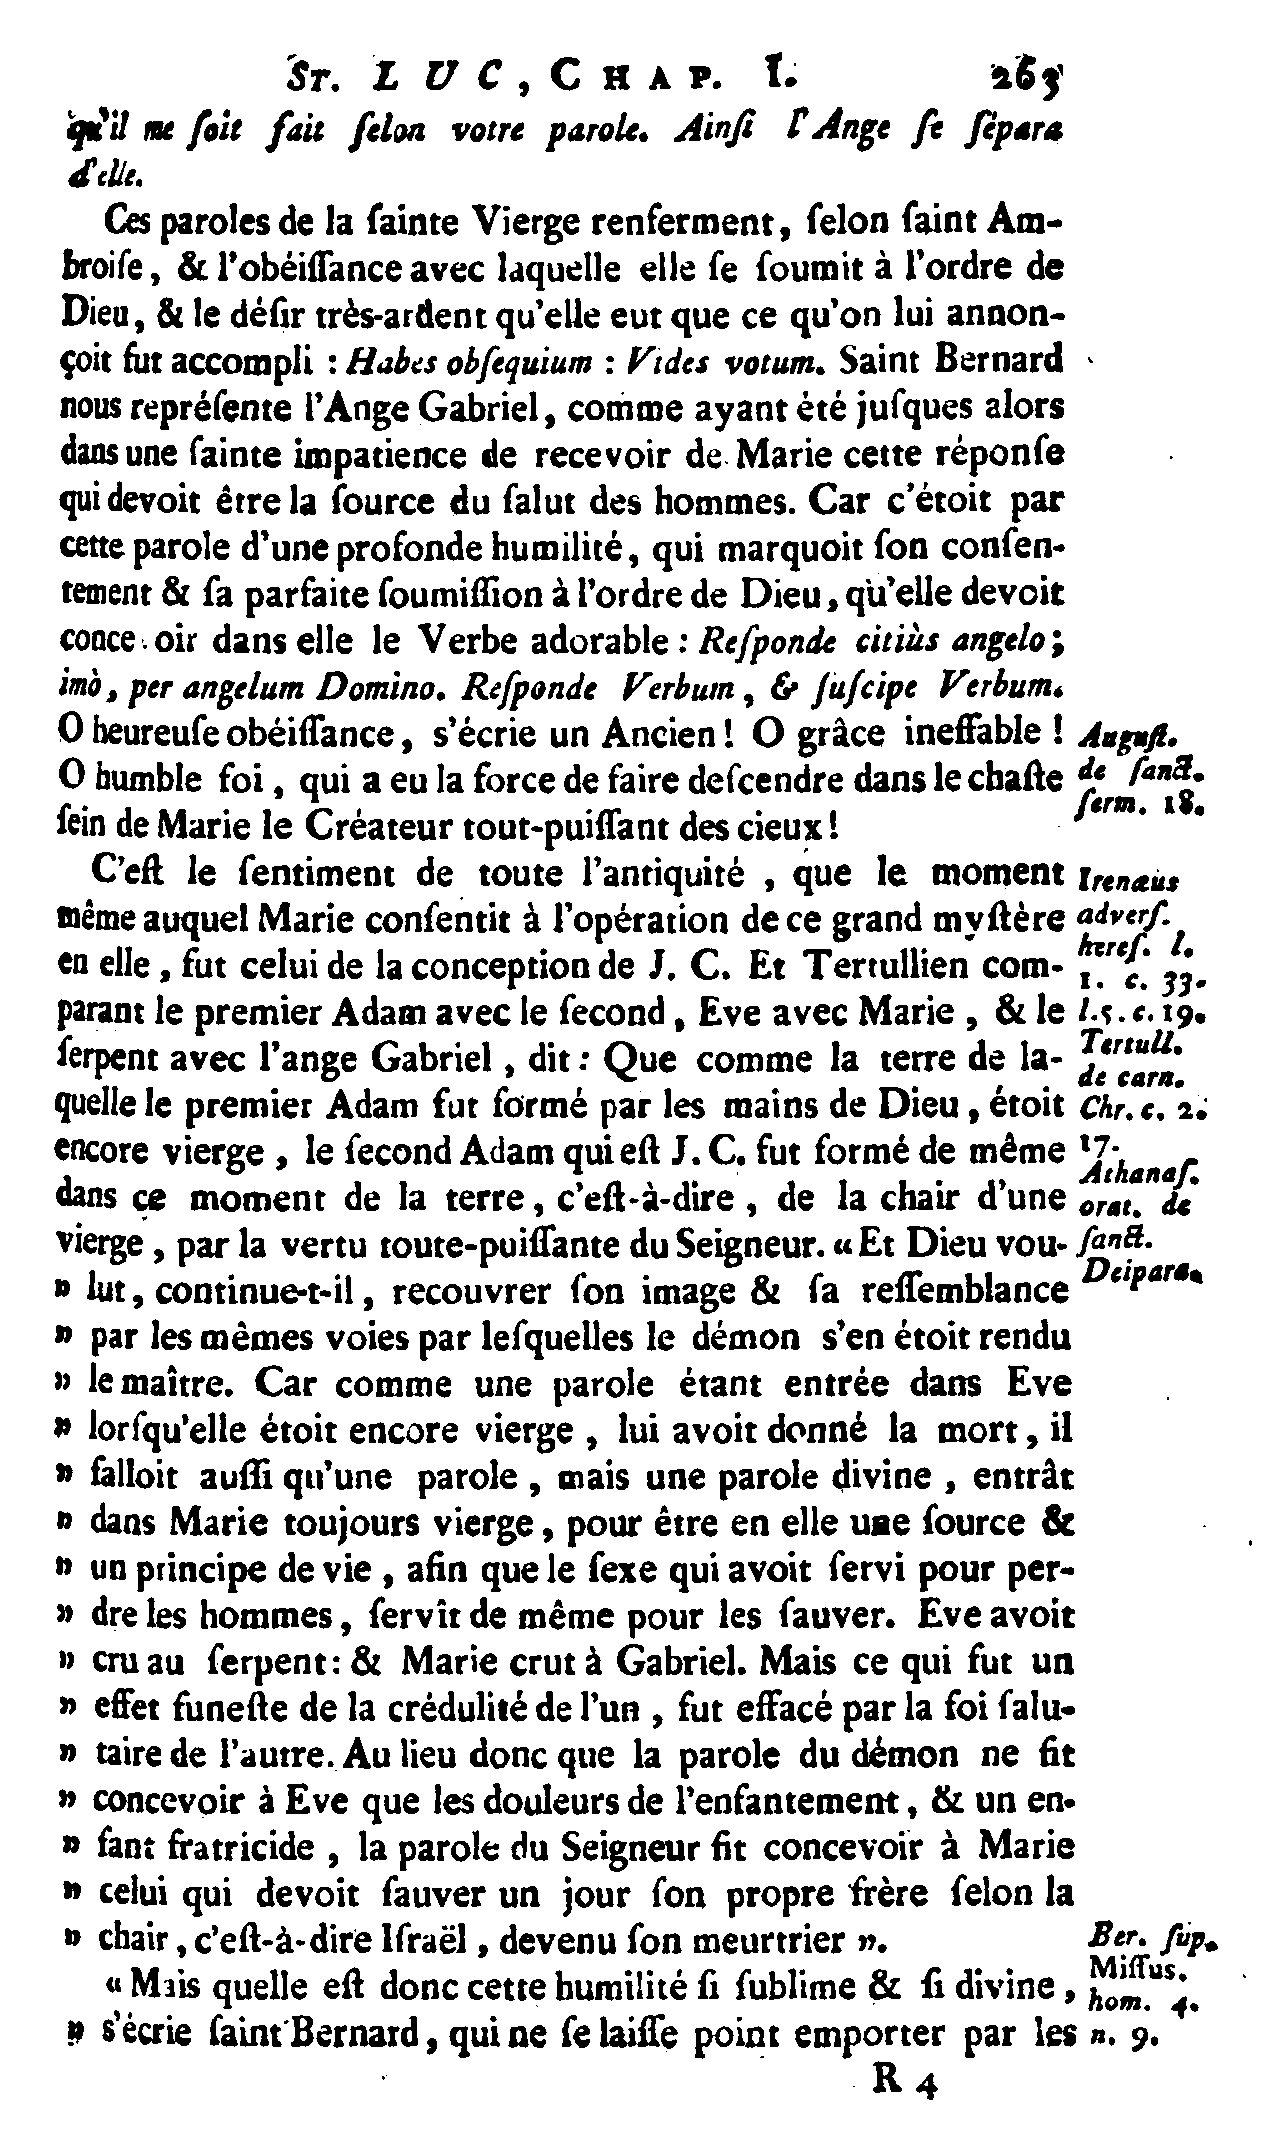 St. LUC, CHAP. I. 263
qu'il me ſoit fait ſelon votre parole. Ainſi l'Ange ſe ſépara
d'elle.
Ces paroles de la ſainte Vierge renferment, ſelon ſaint Am-
broiſe, & l'obéiſſance avec laquelle elle ſe ſoumit à l'ordre de
Dieu, & le déſir très-ardent qu'elle eut que ce qu'on lui annon-
çoit fut accompli : Habes obſequium : Vides votum. Saint Bernard
nous repréſente l'Ange Gabriel, comme ayant été juſques alors
dans une ſainte impatience de recevoir de Marie cette réponſe
qui devoit être la ſource du ſalut des hommes. Car c'étoit par
cette parole d'une profonde humilité, qui marquoit ſon conſen-
tement & ſa parfaite ſoumiſſion à l'ordre de Dieu, qu'elle devoit
conce oir dans elle le Verbe adorable : Reſponde citiùs angelo ;
imò, per angelum Domino. Reſponde Verbum, & ſuſcipe Verbum.
O heureuſe obéiſſance, s'écrie un Ancien ! O grâce ineffable !
O humble foi, qui a eu la force de faire deſcendre dans le chaſte
ſein de Marie le Créateur tout-puiſſant des cieux !
Auguſt.
de ſanct.
ſerm. 18.
C'eſt le ſentiment de toute l'antiquité, que le moment
même auquel Marie conſentit à l'opération de ce grand myſtère
en elle, fut celui de la conception de J. C. Et Tertullien com-
parant le premier Adam avec le ſecond, Eve avec Marie, & le
ſerpent avec l'ange Gabriel, dit : Que comme la terre de la-
quelle le premier Adam fut formé par les mains de Dieu, étoit
encore vierge, le ſecond Adam qui eſt J. C. fut formé de même
dans ce moment de la terre, c'eſt-à-dire, de la chair d'une
vierge, par la vertu toute-puiſſante du Seigneur. « Et Dieu vou-
» lut, continue-t-il, recouvrer ſon image & ſa reſſemblance
» par les mêmes voies par leſquelles le démon s'en étoit rendu
» le maître. Car comme une parole étant entrée dans Eve
» lorſqu'elle étoit encore vierge, lui avoit donné la mort, il
» falloit auſſi qu'une parole, mais une parole divine, entrât
» dans Marie toujours vierge, pour être en elle une ſource &
» un principe de vie, afin que le ſexe qui avoit ſervi pour per-
» dre les hommes, ſervît de même pour les ſauver. Eve avoit
» cru au ſerpent : & Marie crut à Gabriel. Mais ce qui fut un
» effet funeſte de la crédulité de l'un, fut effacé par la foi ſalu-
» taire de l'autre. Au lieu donc que la parole du démon ne fit
» concevoir à Eve que les douleurs de l'enfantement, & un en-
» fant fratricide, la parole du Seigneur fit concevoir à Marie
» celui qui devoit ſauver un jour ſon propre frère ſelon la
» chair, c'eſt-à-dire Iſraël, devenu ſon meurtrier ».
Irenæus
adverſ.
hæreſ. l.
1. c. 33.
l. 5. c. 19.
Tertull.
de carn.
Chr. c. 2.
17.
Athanaſ.
orat. de
ſanct.
Deipara.
« Mais quelle eſt donc cette humilité ſi ſublime & ſi divine,
» s'écrie ſaint Bernard, qui ne ſe laiſſe point emporter par les
Ber. ſup.
Miſſus.
hom. 4.
n. 9.
R 4